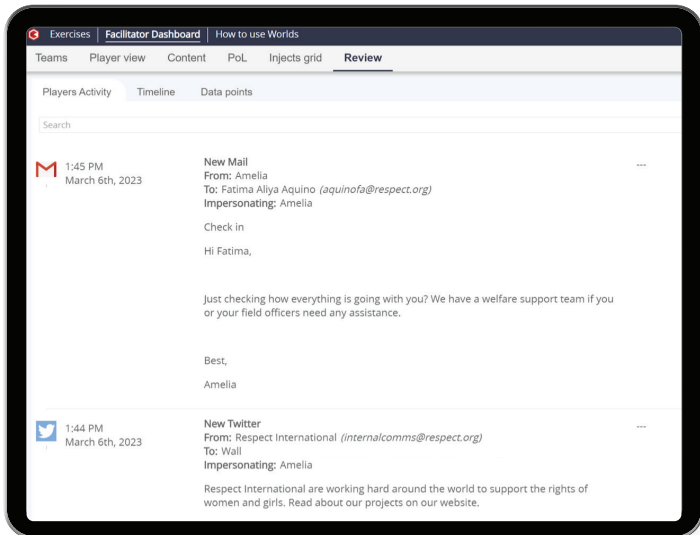 Exercises Facilitator Dashboard How to use Worlds
Teams Player view Content PoL Injects grid Review
Players Activity Timeline Data points
Search
1:45 PM
March 6th, 2023
New Mail
From: Amelia
To: Fatima Aliya Aquino (aquinofa@respect.org)
Impersonating: Amelia
Check in
Hi Fatima,
Just checking how everything is going with you? We have a welfare support team if you
or your field officers need any assistance.
Best,
Amelia
---
1:44 PM
March 6th, 2023
New Twitter
From: Respect International (internalcomms@respect.org)
To: Wall
Impersonating: Amelia
Respect International are working hard around the world to support the rights of
women and girls. Read about our projects on our website.
---